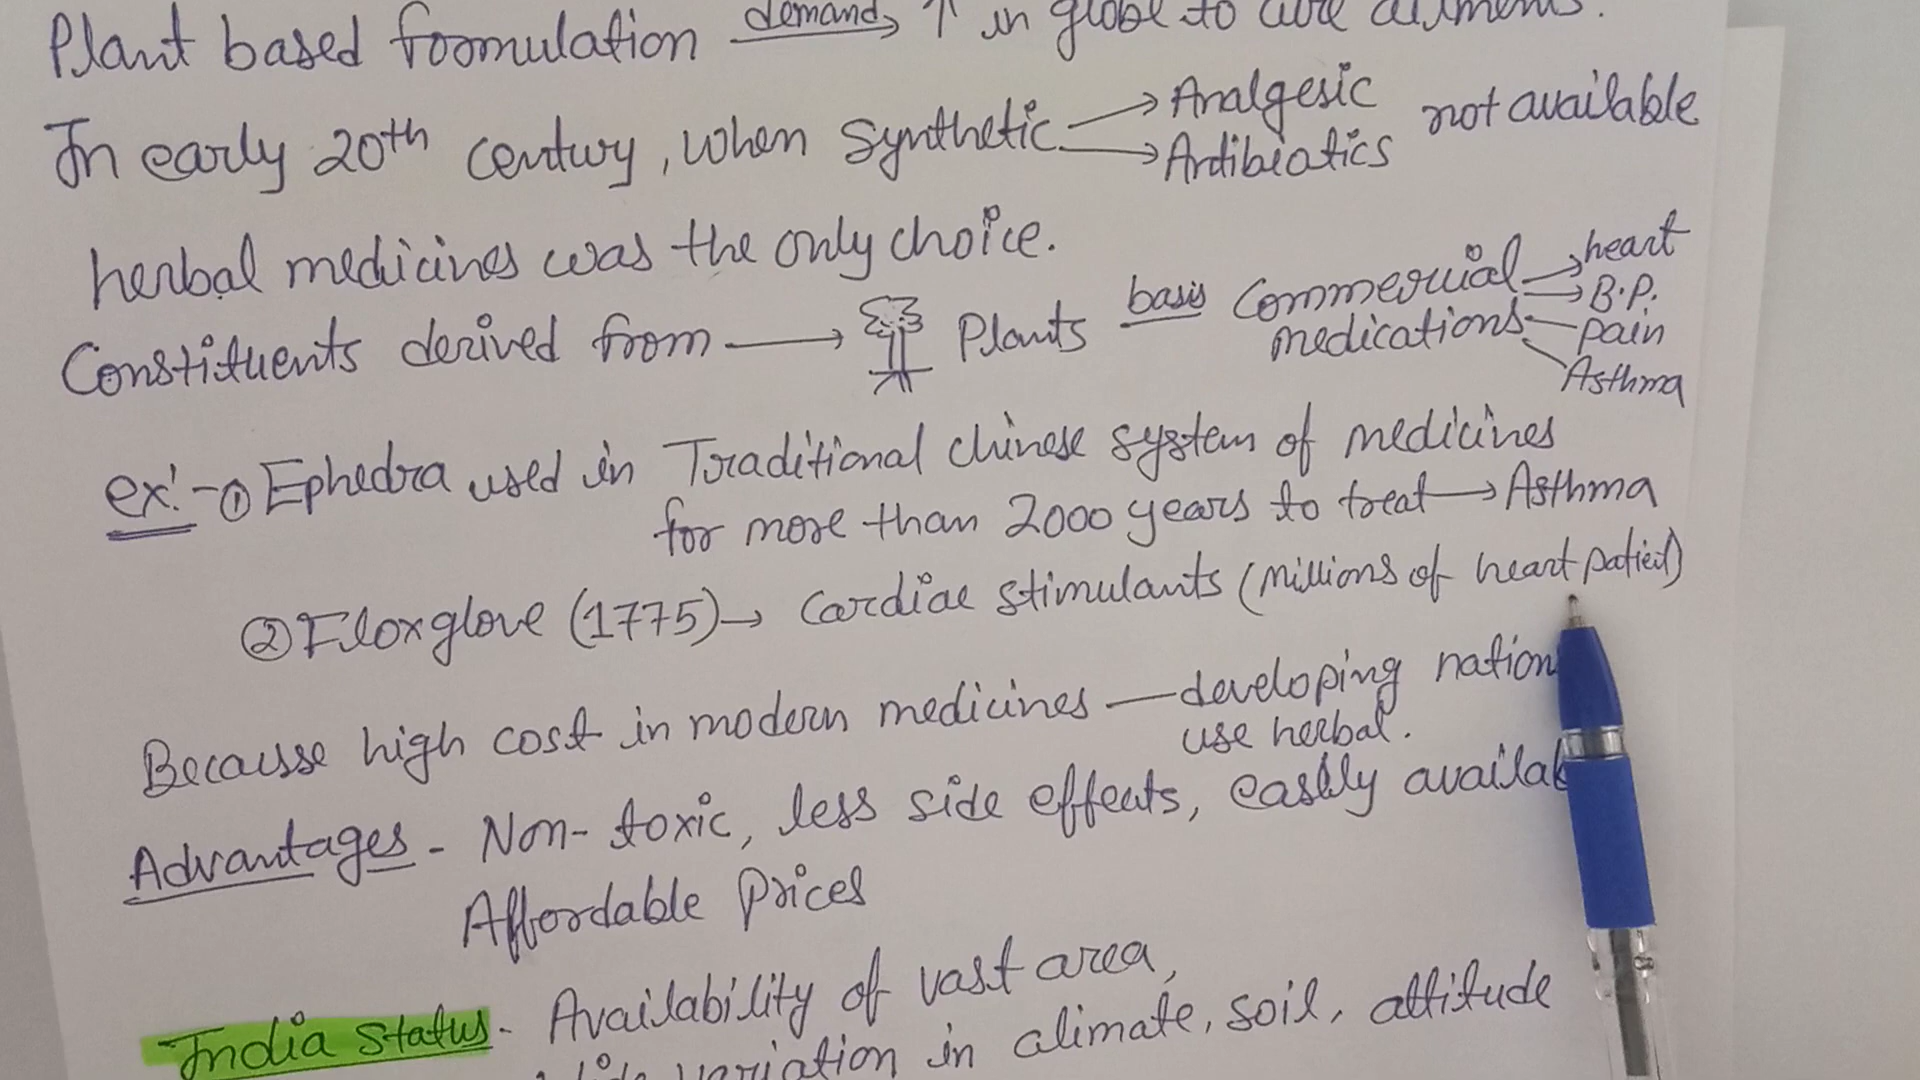 Plant based foomulation demand ↑ in globe to cure ailments.
In early 20th century, when synthetic → Analgesic → Antibiotics not available
herbal medicines was the only choice.
Constituents derived from → Plants basis Commercial medications → heart → B.P. - pain - Asthma
ex:- ① Ephedra used in Traditional chinese system of medicines
for more than 2000 years to treat → Asthma
② Floxglove (1775) → Cardiac stimulants (millions of heart patient)
Because high cost in modern medicines — developing nation
use herbal.
Advantages - Non-toxic, less side effects, easily availab
Affordable Prices
India Status - Availability of vast area,
variation in climate, soil, altitude